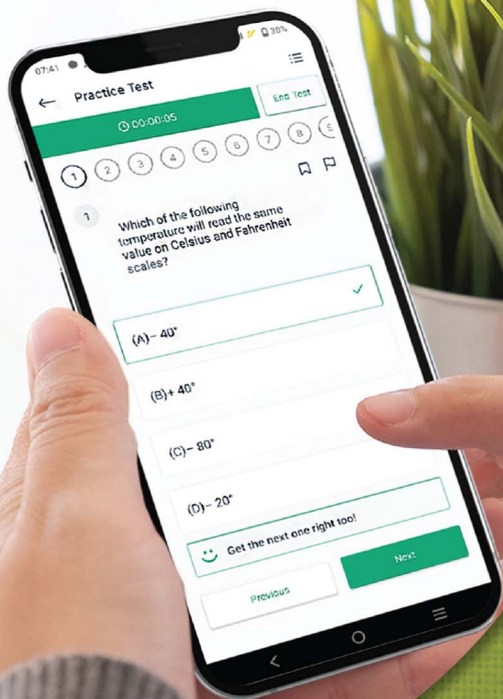 07:41 30%
← Practice Test
00:00:05 End Test
1 2 3 4 5 6 7 8
1 Which of the following
temperature will read the same
value on Celsius and Fahrenheit
scales?
(A)– 40°
(B)+ 40°
(C)– 80°
(D)– 20°
Get the next one right too!
Previous Next